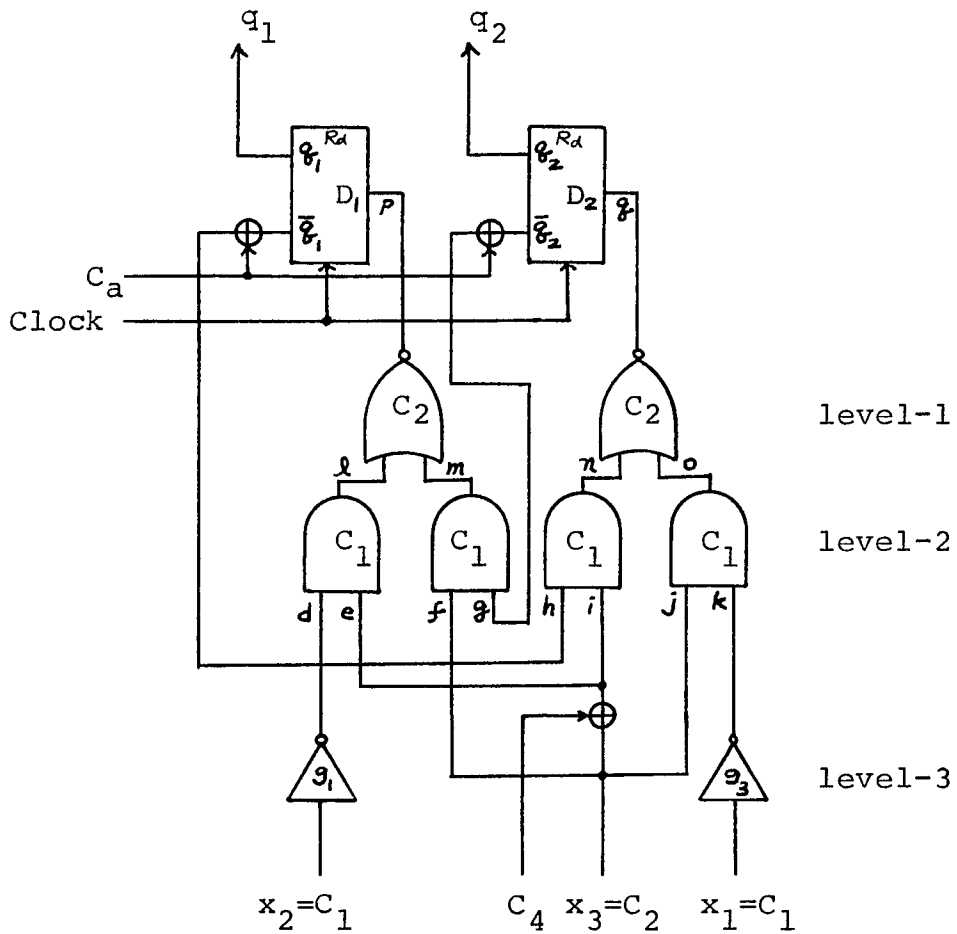 q1 q2
Rd Rd
q1 q2
D1 p D2 q
q̄1 q̄2
Ca
Clock
C2 C2 level-1
l m n o
C1 C1 C1 C1 level-2
d e f g h i j k
g1 g3 level-3
x2=C1 C4 x3=C2 x1=C1